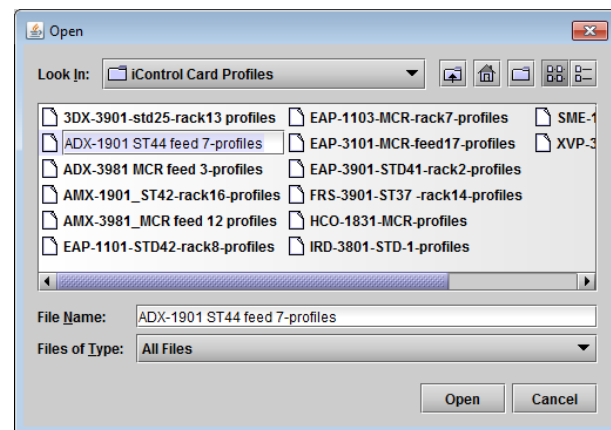 Open
Look In: iControl Card Profiles
3DX-3901-std25-rack13 profiles
ADX-1901 ST44 feed 7-profiles
ADX-3981 MCR feed 3-profiles
AMX-1901_ST42-rack16-profiles
AMX-3981_MCR feed 12 profiles
EAP-1101-STD42-rack8-profiles
EAP-1103-MCR-rack7-profiles
EAP-3101-MCR-feed17-profiles
EAP-3901-STD41-rack2-profiles
FRS-3901-ST37 -rack14-profiles
HCO-1831-MCR-profiles
IRD-3801-STD-1-profiles
SME-1
XVP-3
File Name: ADX-1901 ST44 feed 7-profiles
Files of Type: All Files
Open Cancel